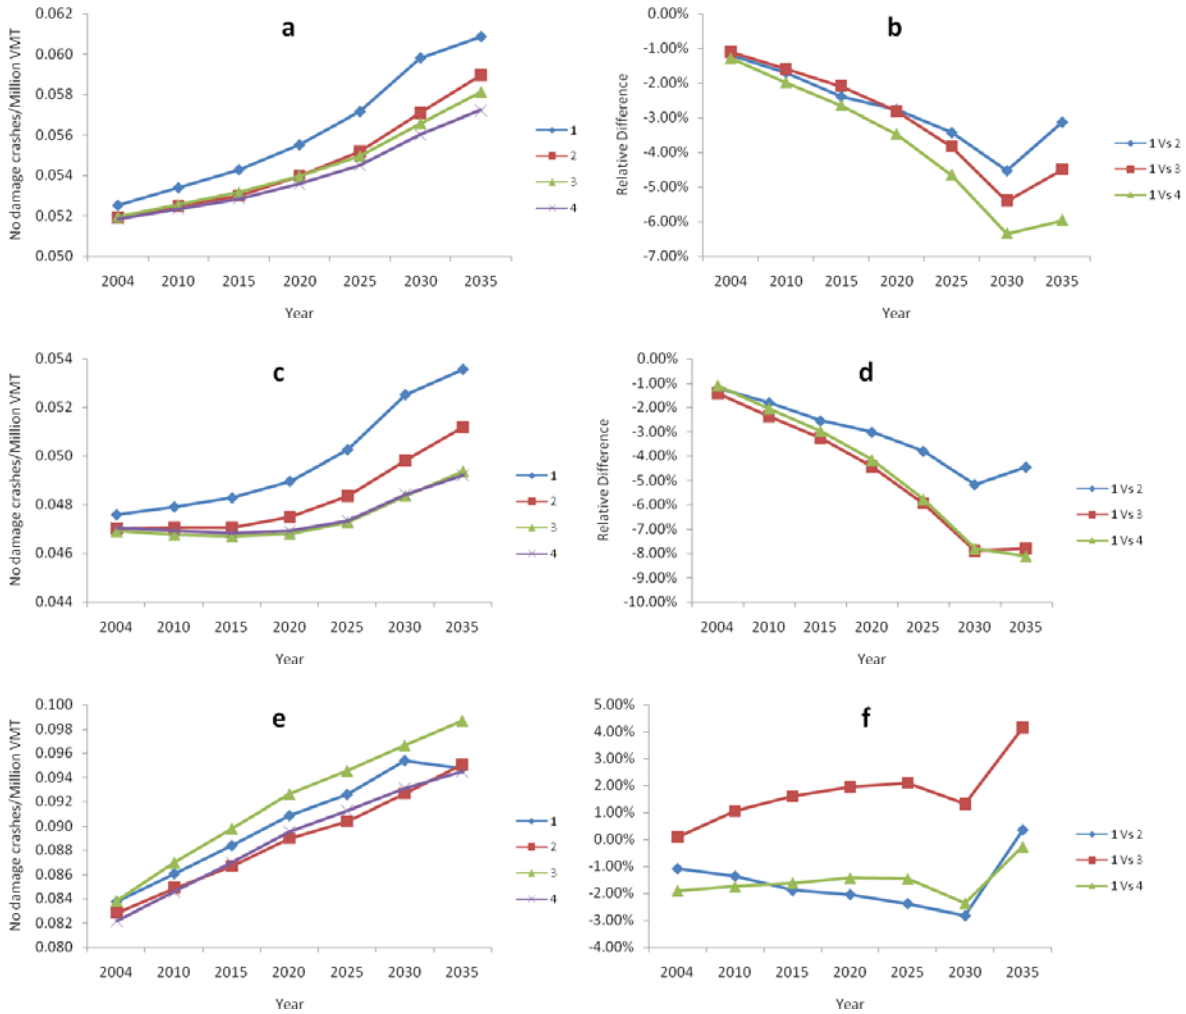 a
No damage crashes/Million VMT
0.062
0.060
0.058
0.056
0.054
0.052
0.050
2004 2010 2015 2020 2025 2030 2035
Year
1
2
3
4
b
Relative Difference
0.00%
-1.00%
-2.00%
-3.00%
-4.00%
-5.00%
-6.00%
-7.00%
2004 2010 2015 2020 2025 2030 2035
Year
1 Vs 2
1 Vs 3
1 Vs 4
c
No damage crashes/Million VMT
0.054
0.052
0.050
0.048
0.046
0.044
2004 2010 2015 2020 2025 2030 2035
Year
1
2
3
4
d
Relative Difference
0.00%
-1.00%
-2.00%
-3.00%
-4.00%
-5.00%
-6.00%
-7.00%
-8.00%
-9.00%
-10.00%
2004 2010 2015 2020 2025 2030 2035
Year
1 Vs 2
1 Vs 3
1 Vs 4
e
No damage crashes/Million VMT
0.100
0.098
0.096
0.094
0.092
0.090
0.088
0.086
0.084
0.082
0.080
2004 2010 2015 2020 2025 2030 2035
Year
1
2
3
4
f
5.00%
4.00%
3.00%
2.00%
1.00%
0.00%
-1.00%
-2.00%
-3.00%
-4.00%
2004 2010 2015 2020 2025 2030 2035
Year
1 Vs 2
1 Vs 3
1 Vs 4